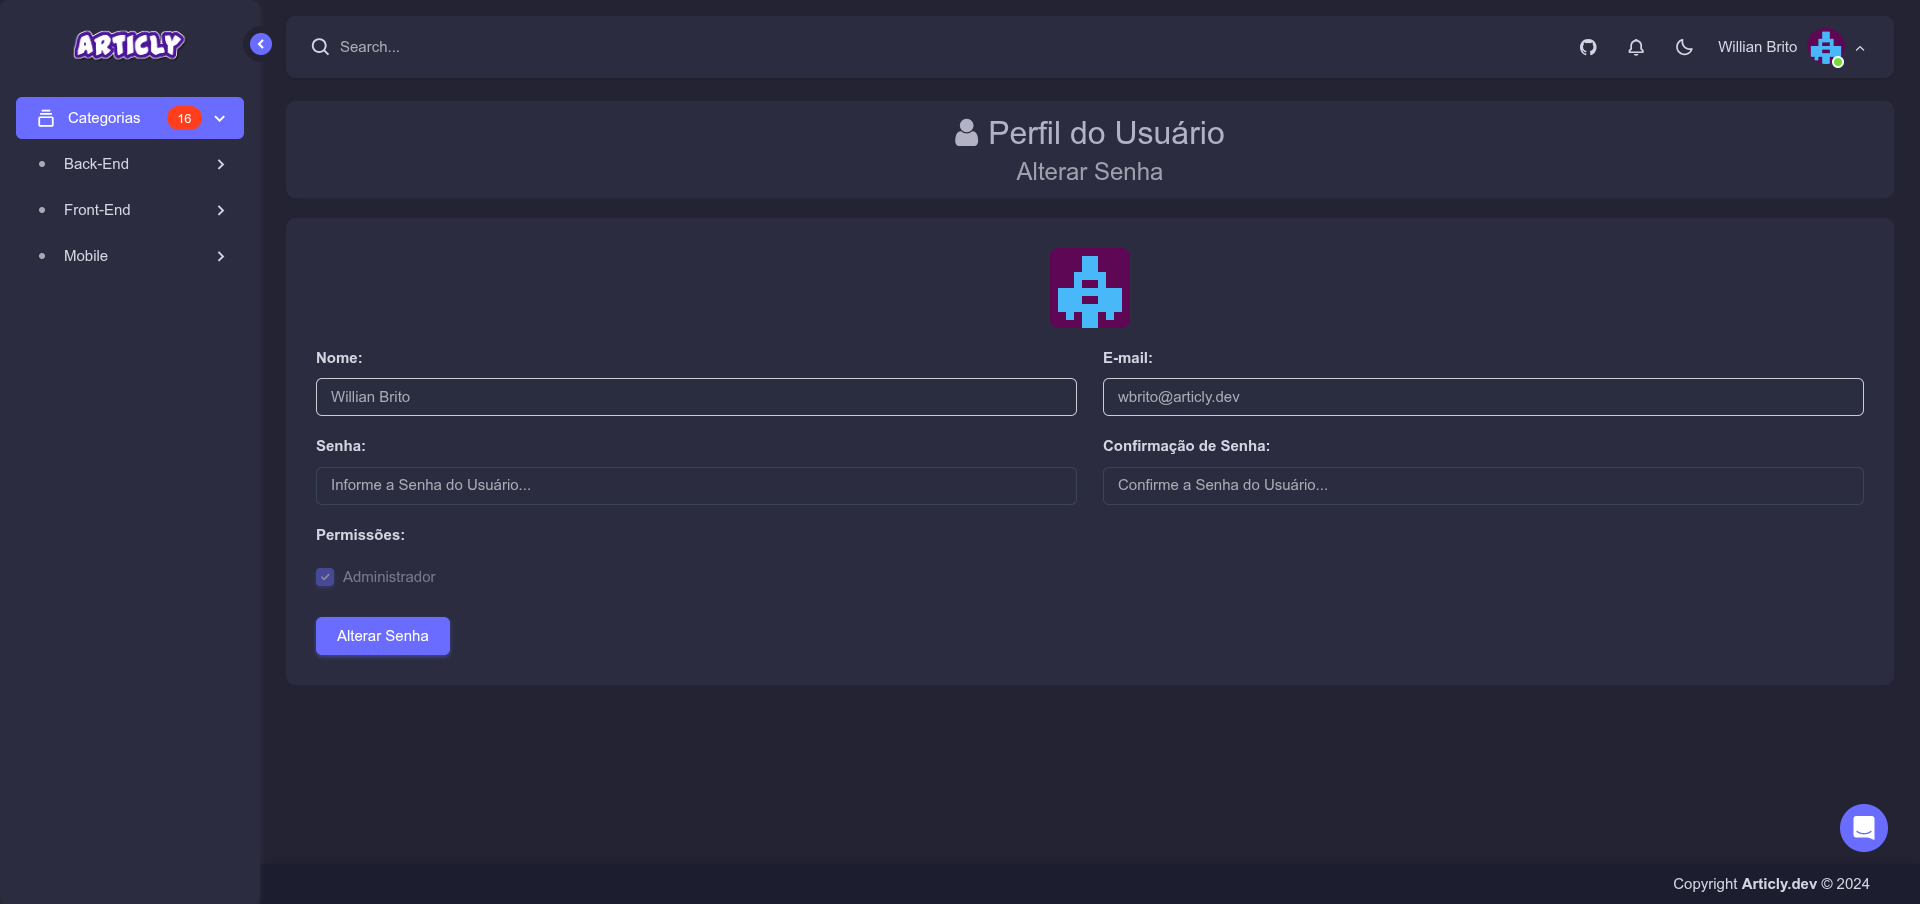 ARTICLY
Categorias 16
Back-End
Front-End
Mobile
Search...
Willian Brito
Perfil do Usuário
Alterar Senha
Nome:
Willian Brito
E-mail:
wbrito@articly.dev
Senha:
Informe a Senha do Usuário...
Confirmação de Senha:
Confirme a Senha do Usuário...
Permissões:
Administrador
Alterar Senha
Copyright Articly.dev © 2024